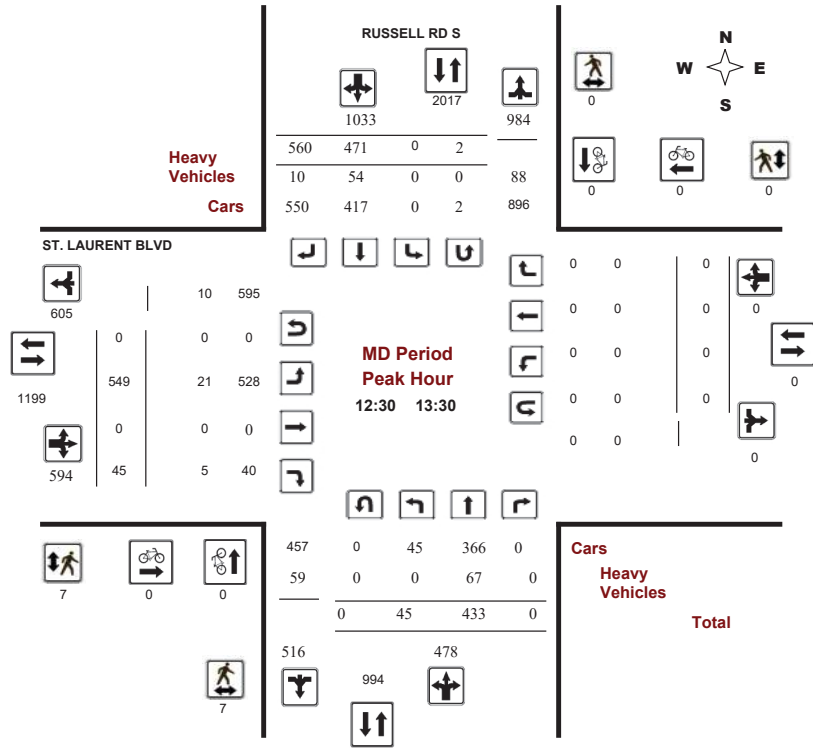 RUSSELL RD S
N
W E
S
2017
0
1033 984
560 471 0 2
Heavy
Vehicles
10 54 0 0 88
0 0 0
Cars
550 417 0 2 896
ST. LAURENT BLVD
0 0 0
605
10 595
0
0 0 0
0 0 0
MD Period
Peak Hour
12:30 13:30
1199
549 21 528
0 0 0
0
0 0 0
0 0 0
0 0
594
45 5 40
0
457 0 45 366 0
Cars
59 0 0 67 0
Heavy
Vehicles
7 0 0
0 45 433 0
Total
516 478
994
7